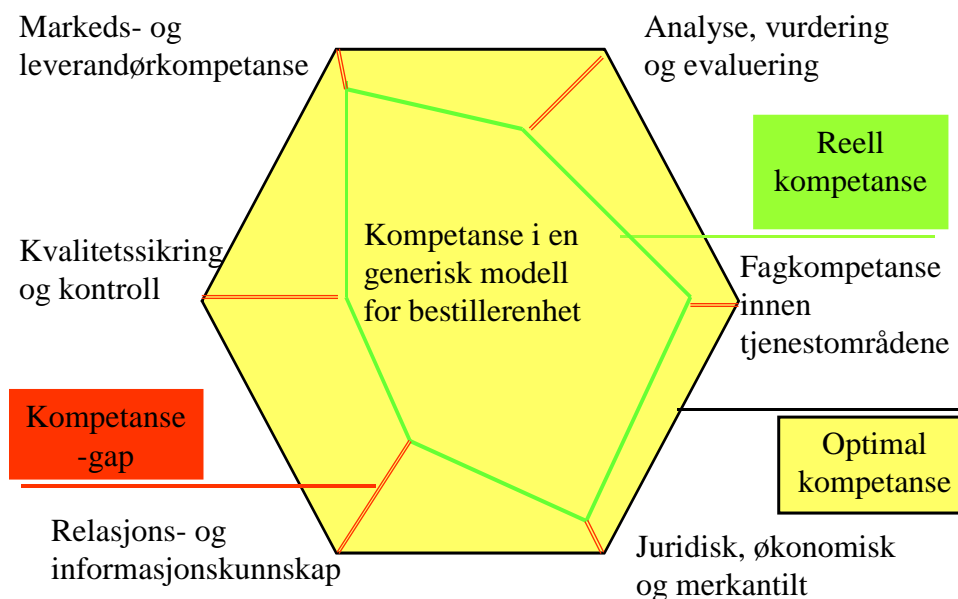 Markeds- og
leverandørkompetanse
Analyse, vurdering
og evaluering
Reell
kompetanse
Kompetanse i en
generisk modell
for bestillerenhet
Kvalitetssikring
og kontroll
Fagkompetanse
innen
tjenestområdene
Kompetanse
-gap
Optimal
kompetanse
Relasjons- og
informasjonskunnskap
Juridisk, økonomisk
og merkantilt